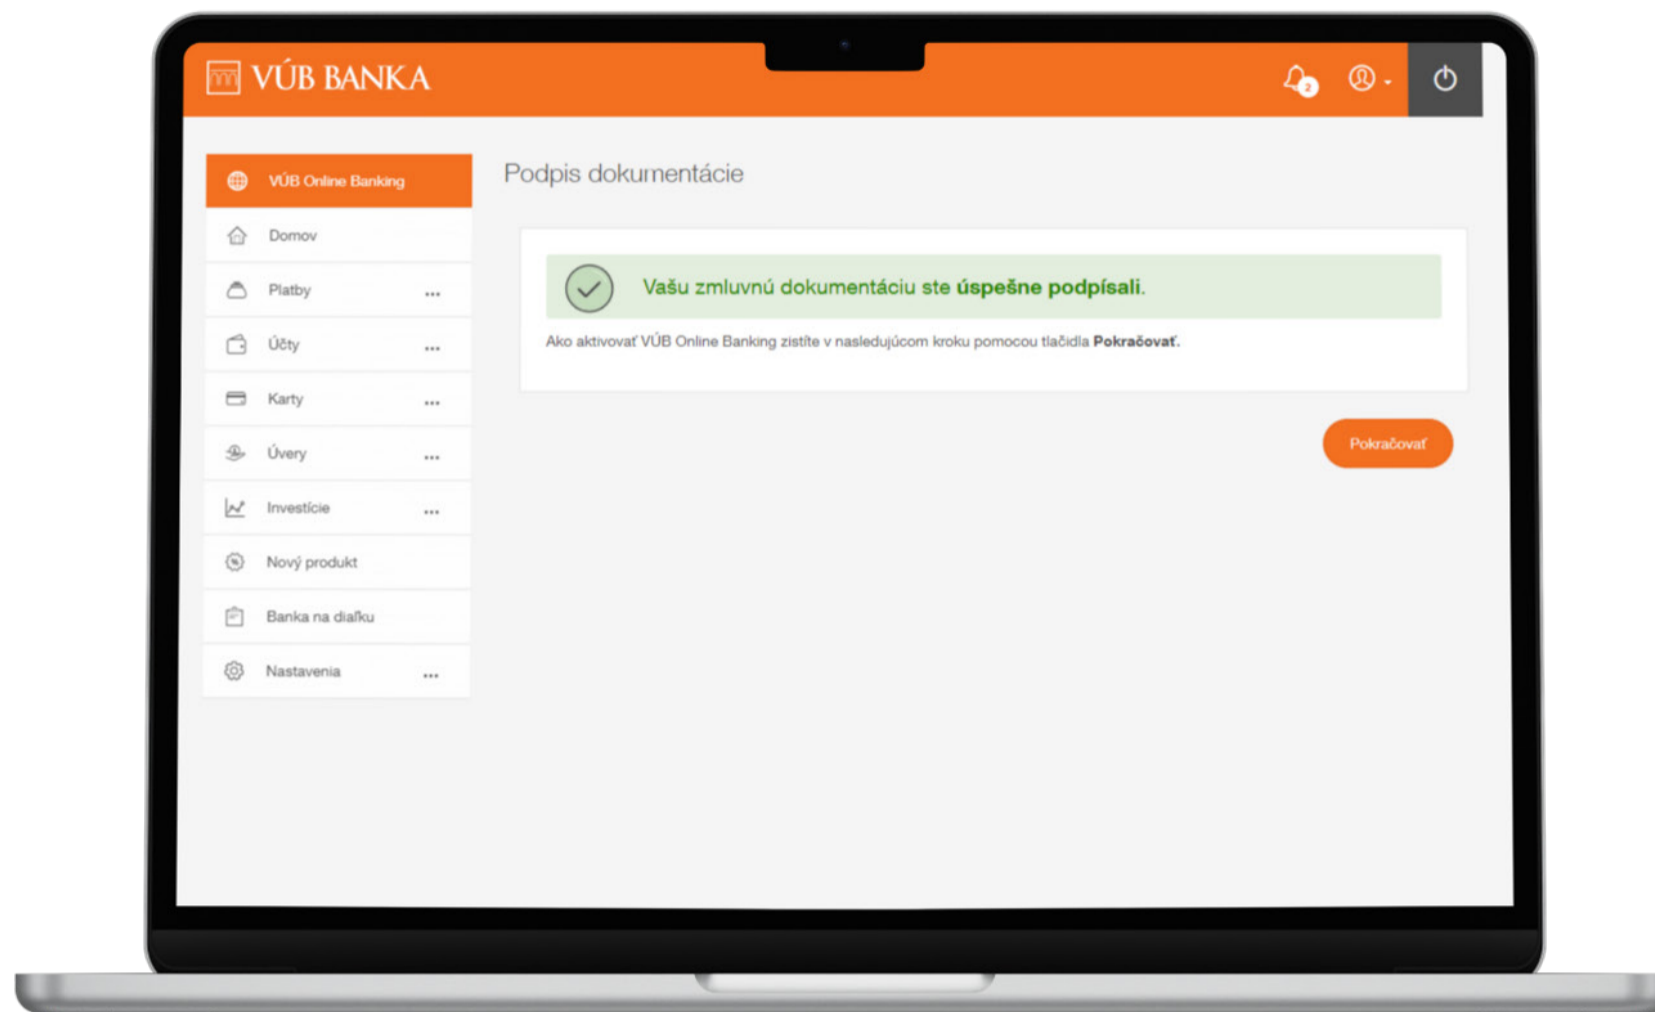 VÚB BANKA
2
VÚB Online Banking
Domov
Platby
Účty
Karty
Úvery
Investície
Nový produkt
Banka na diaľku
Nastavenia
Podpis dokumentácie
Vašu zmluvnú dokumentáciu ste úspešne podpísali.
Ako aktivovať VÚB Online Banking zistíte v nasledujúcom kroku pomocou tlačidla Pokračovať.
Pokračovať